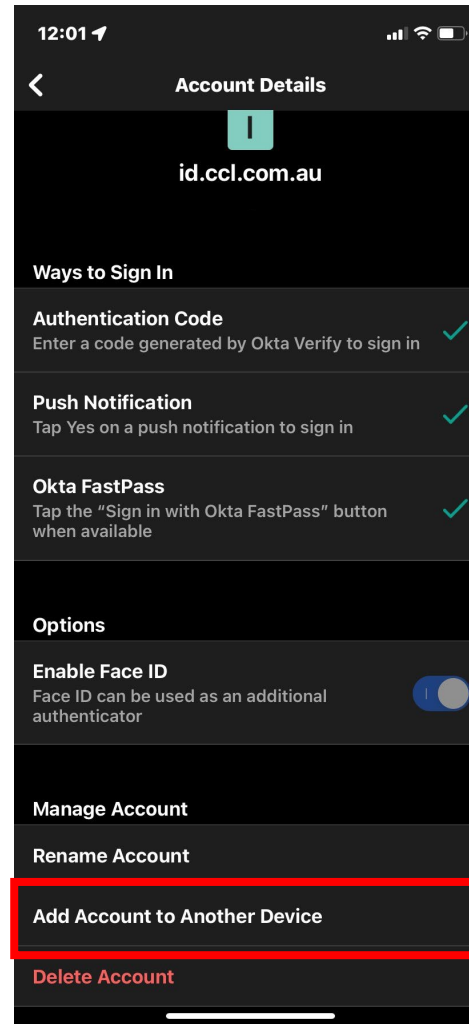 12:01
Account Details
I
id.ccl.com.au
Ways to Sign In
Authentication Code
Enter a code generated by Okta Verify to sign in
Push Notification
Tap Yes on a push notification to sign in
Okta FastPass
Tap the “Sign in with Okta FastPass” button
when available
Options
Enable Face ID
Face ID can be used as an additional
authenticator
Manage Account
Rename Account
Add Account to Another Device
Delete Account